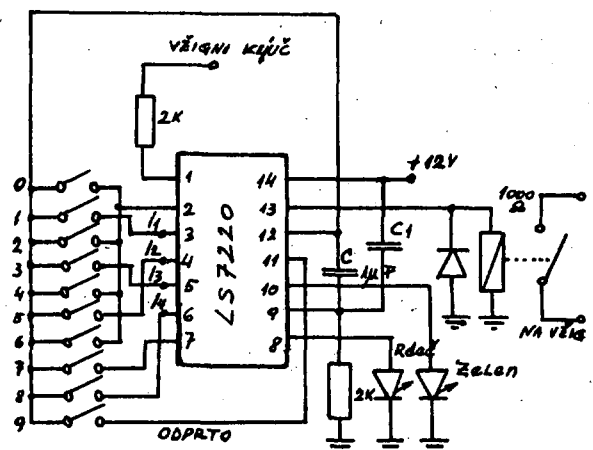 VŽIGNI KLJUČ
2K
+12V
0
1
2
3
4
5
6
7
8
9
I1
I2
I3
I4
1
2
3
4
5
6
7
LS7220
14
13
12
11
10
9
8
C
1μF
C1
2K
Rdeč
Zelen
1000
Ω
NA VŽIG
ODPRTO